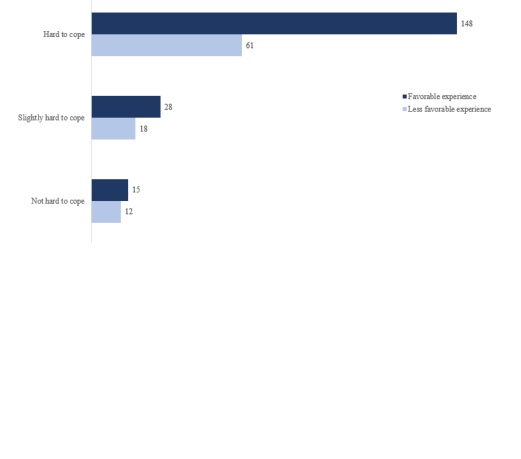 Hard to cope
148
61
Slightly hard to cope
28
18
Favorable experience
Less favorable experience
Not hard to cope
15
12